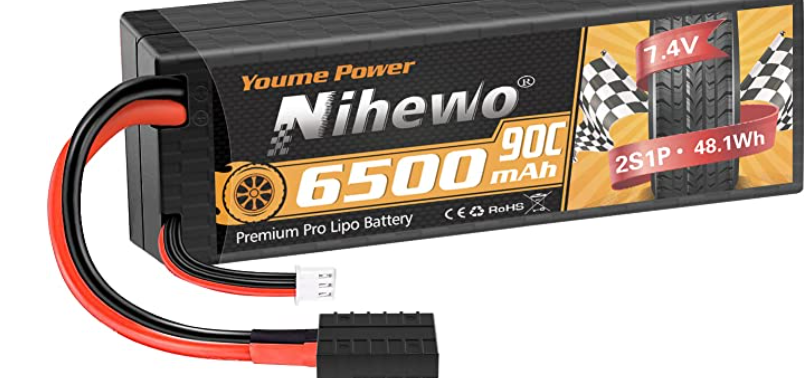 Youme Power
Nihewo®
6500 mAh
90C
Premium Pro Lipo Battery
CE RoHS
7.4V
2S1P • 48.1Wh